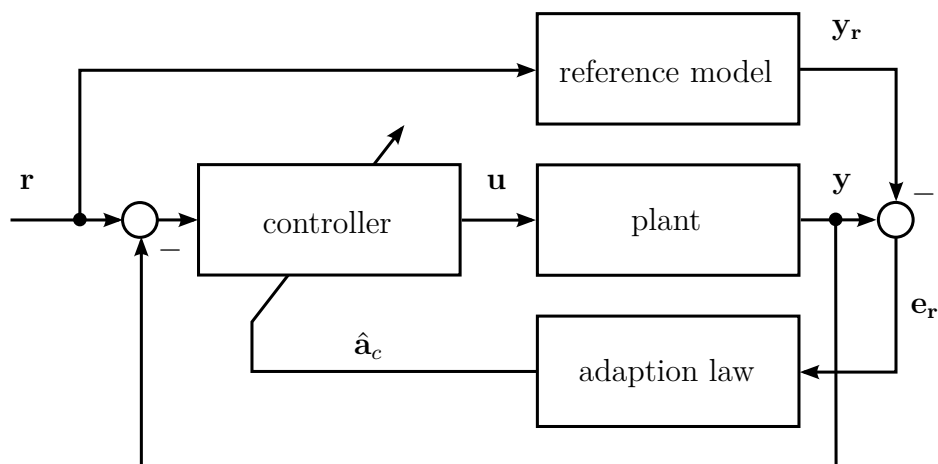 y_r
reference model
r
u
y
−
controller
plant
−
e_r
â_c
adaption law